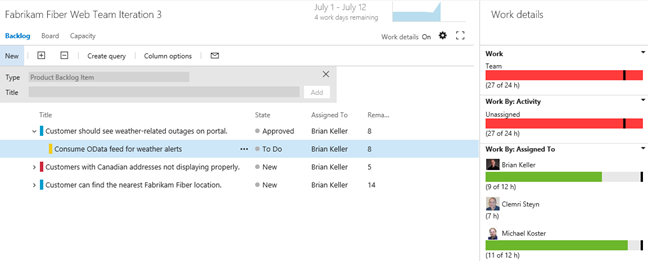 Fabrikam Fiber Web Team Iteration 3
July 1 - July 12
4 work days remaining
Backlog Board Capacity
Work details On
New Create query Column options
Type Product Backlog Item
Title Add
Title State Assigned To Rema...
Customer should see weather-related outages on portal. Approved Brian Keller 8
Consume OData feed for weather alerts ... To Do Brian Keller 8
Customers with Canadian addresses not displaying properly. New Brian Keller 5
Customer can find the nearest Fabrikam Fiber location. New Brian Keller 14
Work details
Work
Team
(27 of 24 h)
Work By: Activity
Unassigned
(27 of 24 h)
Work By: Assigned To
Brian Keller
(9 of 12 h)
Clemri Steyn
(7 h)
Michael Koster
(11 of 12 h)